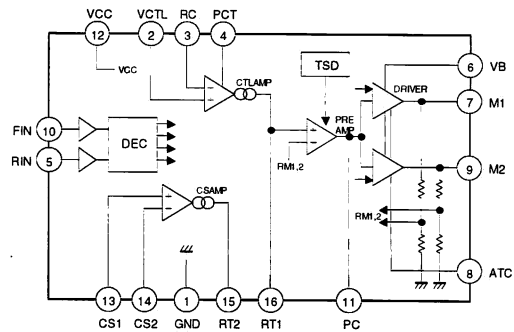 VCC VCTL RC PCT
12 2 3 4
VCC
TSD
VB
6
CTLAMP
DRIVER
M1
7
FIN
10
DEC
PRE
AMP
RIN
5
RM1,2
M2
9
CSAMP
RM1,2
ATC
8
13 14 1 15 16 11
CS1 CS2 GND RT2 RT1 PC